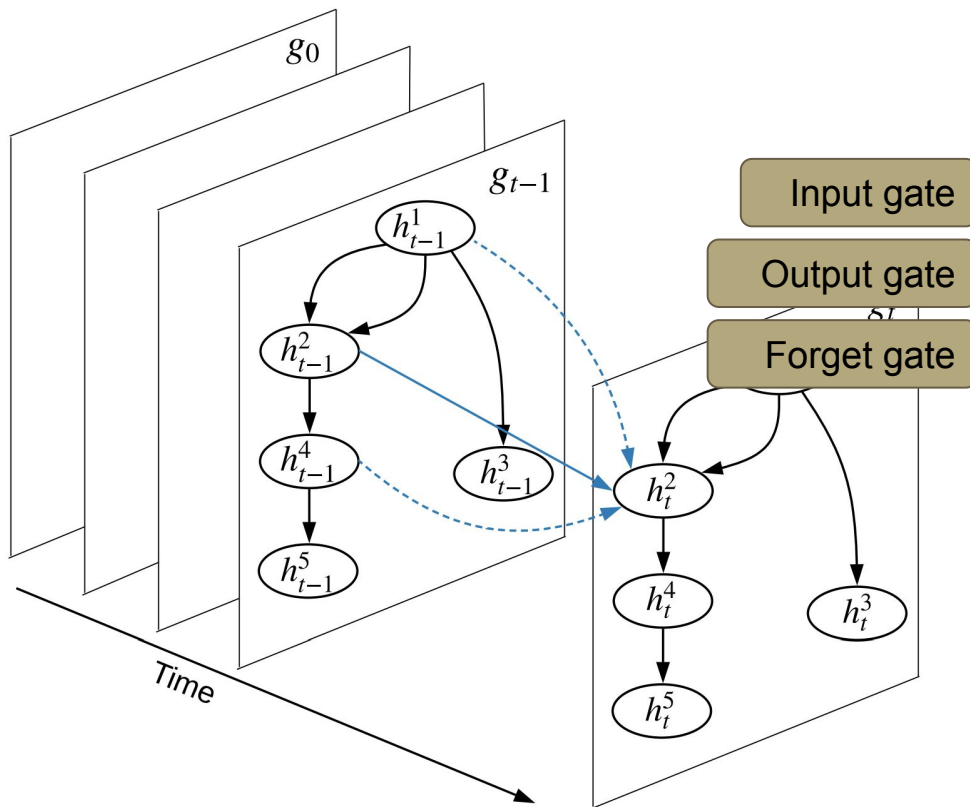 g₀
gₜ₋₁
h¹ₜ₋₁
h²ₜ₋₁
h⁴ₜ₋₁
h³ₜ₋₁
h⁵ₜ₋₁
Input gate
Output gate
Forget gate
h²ₜ
h⁴ₜ
h³ₜ
h⁵ₜ
Time